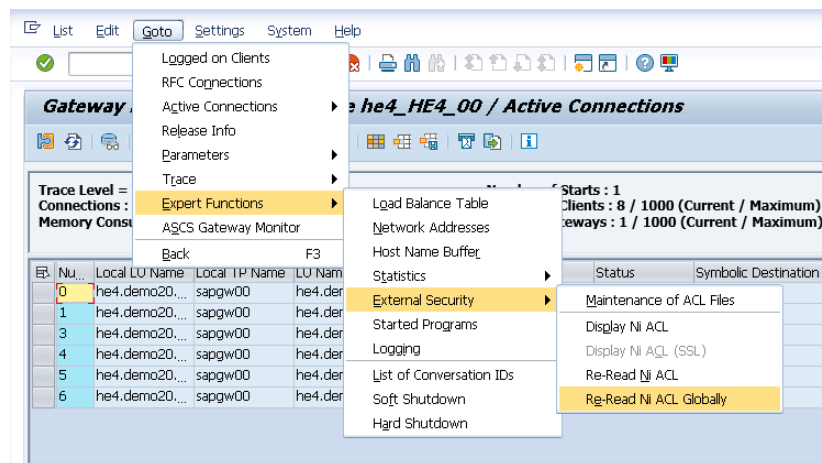 List Edit Goto Settings System Help
Logged on Clients
RFC Connections
Active Connections
Release Info
Parameters
Trace
Expert Functions
ASCS Gateway Monitor
Back F3
Gateway he4_HE4_00 / Active Connections
Trace Level = Starts : 1
Connections : Clients : 8 / 1000 (Current / Maximum)
Memory 1 / 1000 (Current / Maximum)
Load Balance Table
Network Addresses
Host Name Buffer
Statistics
External Security
Started Programs
Logging
List of Conversation IDs
Soft Shutdown
Hard Shutdown
Maintenance of ACL Files
Display Ni ACL
Display Ni ACL (SSL)
Re-Read Ni ACL
Re-Read Ni ACL Globally
Nu... Local LU Name Local TP Name LU Nam Status Symbolic Destination
0 he4.demo20.... sapgw00 he4.der
1 he4.demo20.... sapgw00 he4.der
3 he4.demo20.... sapgw00 he4.der
4 he4.demo20.... sapgw00 he4.der
5 he4.demo20.... sapgw00 he4.der
6 he4.demo20.... sapgw00 he4.der